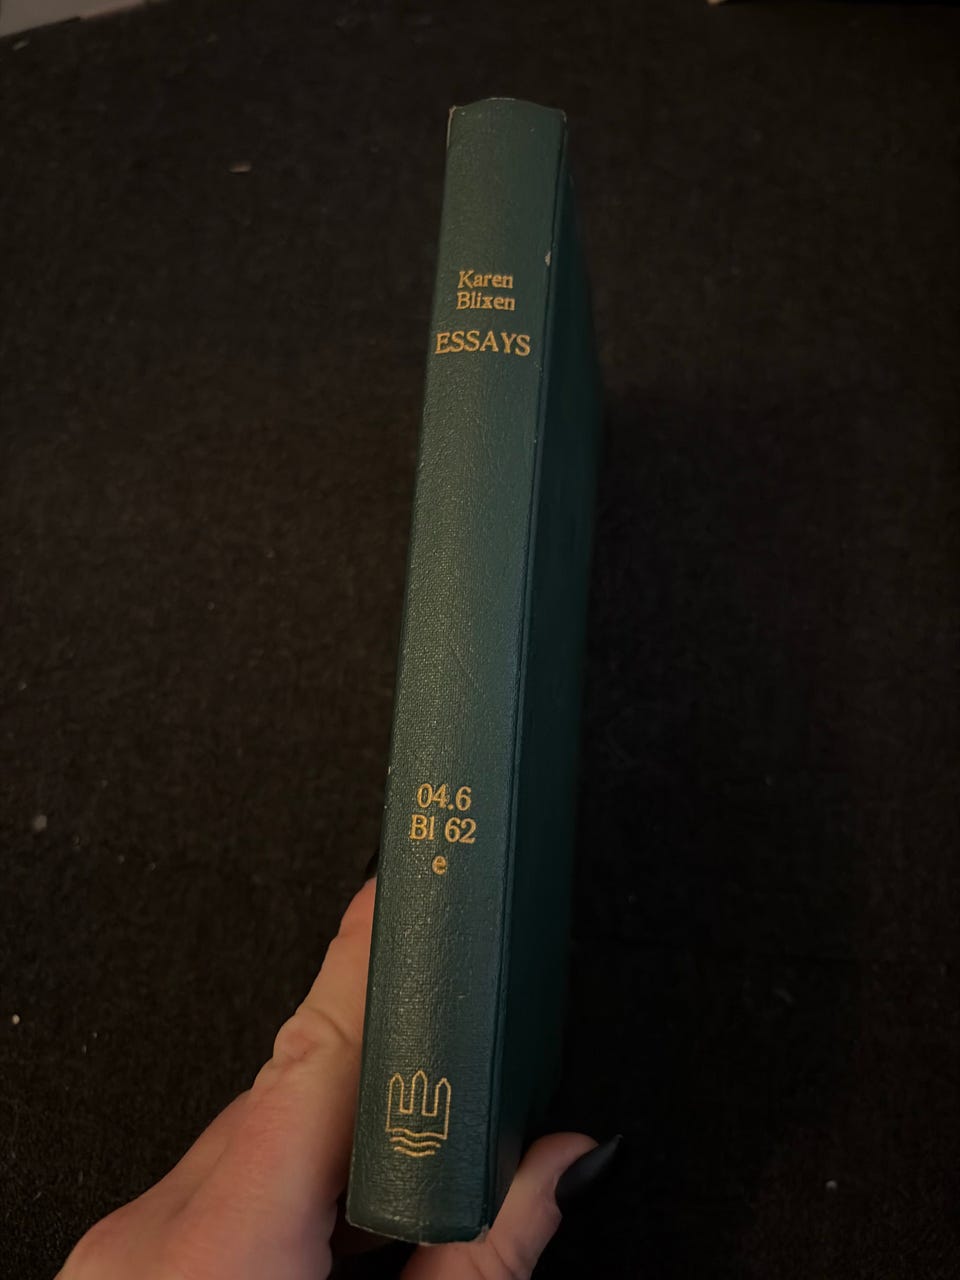 Karen
Blixen
ESSAYS
04.6
Bl 62
e